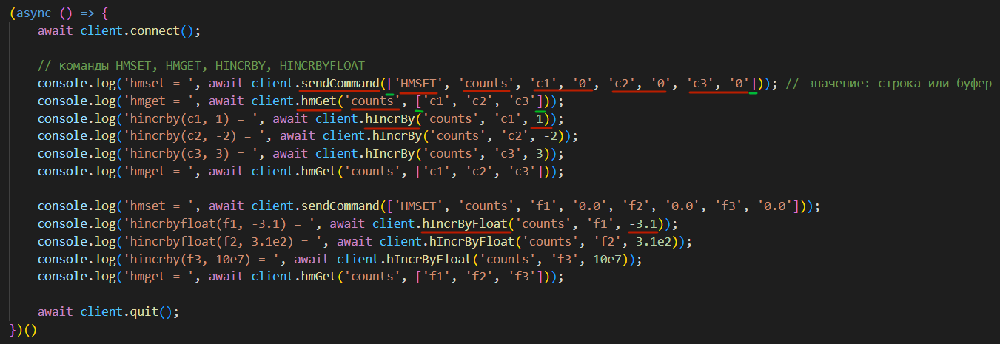 (async () => {
    await client.connect();
    // команды HMSET, HMGET, HINCRBY, HINCRBYFLOAT
    console.log('hmset = ', await client.sendCommand(['HMSET', 'counts', 'c1', '0', 'c2', '0', 'c3', '0'])); // значение: строка или буфер
    console.log('hmget = ', await client.hmGet('counts', ['c1', 'c2', 'c3']));
    console.log('hincrby(c1, 1) = ', await client.hIncrBy('counts', 'c1', 1));
    console.log('hincrby(c2, -2) = ', await client.hIncrBy('counts', 'c2', -2));
    console.log('hincrby(c3, 3) = ', await client.hIncrBy('counts', 'c3', 3));
    console.log('hmget = ', await client.hmGet('counts', ['c1', 'c2', 'c3']));
    console.log('hmset = ', await client.sendCommand(['HMSET', 'counts', 'f1', '0.0', 'f2', '0.0', 'f3', '0.0']));
    console.log('hincrbyfloat(f1, -3.1) = ', await client.hIncrByFloat('counts', 'f1', -3.1));
    console.log('hincrbyfloat(f2, 3.1e2) = ', await client.hIncrByFloat('counts', 'f2', 3.1e2));
    console.log('hincrby(f3, 10e7) = ', await client.hIncrByFloat('counts', 'f3', 10e7));
    console.log('hmget = ', await client.hmGet('counts', ['f1', 'f2', 'f3']));
    await client.quit();
})()